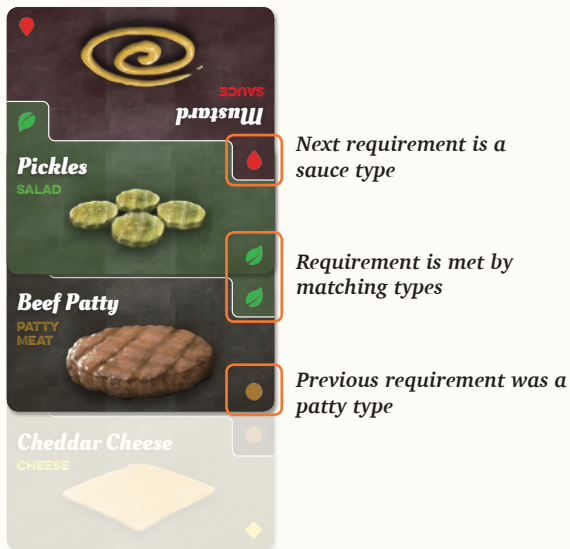 SAUCE
Mustard
Next requirement is a
sauce type
Pickles
SALAD
Requirement is met by
matching types
Beef Patty
PATTY
MEAT
Previous requirement was a
patty type
Cheddar Cheese
CHEESE